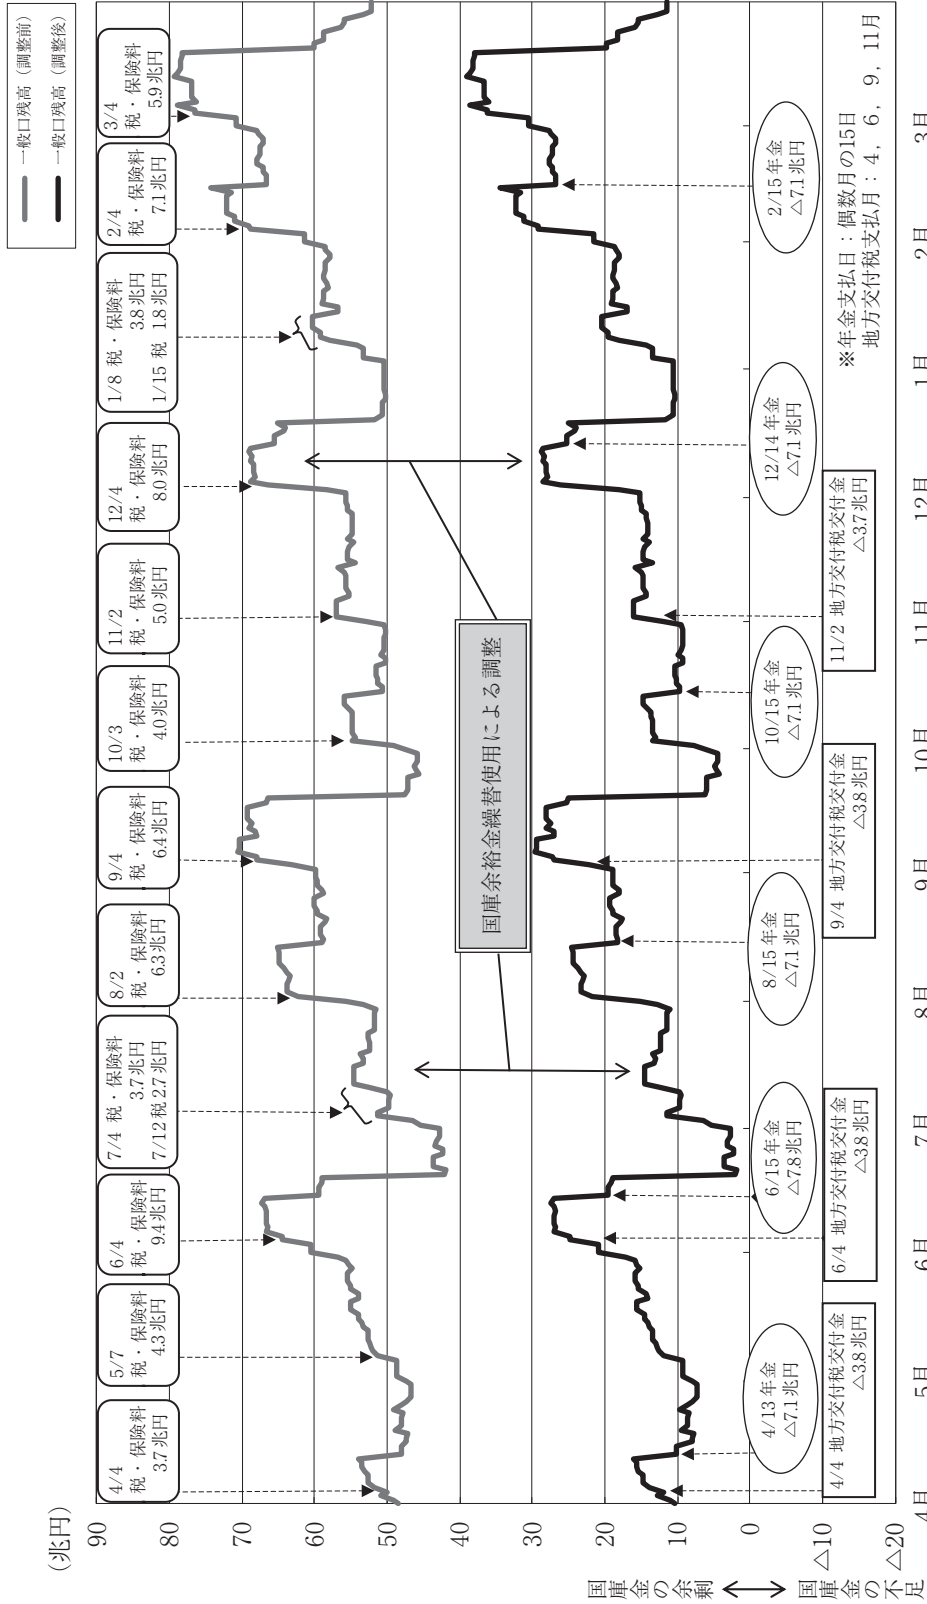 (兆円)
一般口残高（調整前）
一般口残高（調整後）
90
80
70
60
50
40
30
20
10
0
△10
△20
国庫金の余剰
国庫金の不足
4/4
税・保険料
3.7兆円
5/7
税・保険料
4.3兆円
6/4
税・保険料
9.4兆円
7/4 税・保険料
3.7兆円
7/12 税 2.7兆円
8/2
税・保険料
6.3兆円
9/4
税・保険料
6.4兆円
10/3
税・保険料
4.0兆円
11/2
税・保険料
5.0兆円
12/4
税・保険料
8.0兆円
1/8 税・保険料
3.8兆円
1/15 税 1.8兆円
2/4
税・保険料
7.1兆円
3/4
税・保険料
5.9兆円
国庫余裕金繰替使用による調整
4/13 年金
△7.1兆円
6/15 年金
△7.8兆円
8/15 年金
△7.1兆円
10/15 年金
△7.1兆円
12/14 年金
△7.1兆円
2/15 年金
△7.1兆円
4/4 地方交付税交付金
△3.8兆円
6/4 地方交付税交付金
△3.8兆円
9/4 地方交付税交付金
△3.8兆円
11/2 地方交付税交付金
△3.7兆円
※年金支払日：偶数月の15日
地方交付税支払月：4，6，9，11月
4月
5月
6月
7月
8月
9月
10月
11月
12月
1月
2月
3月